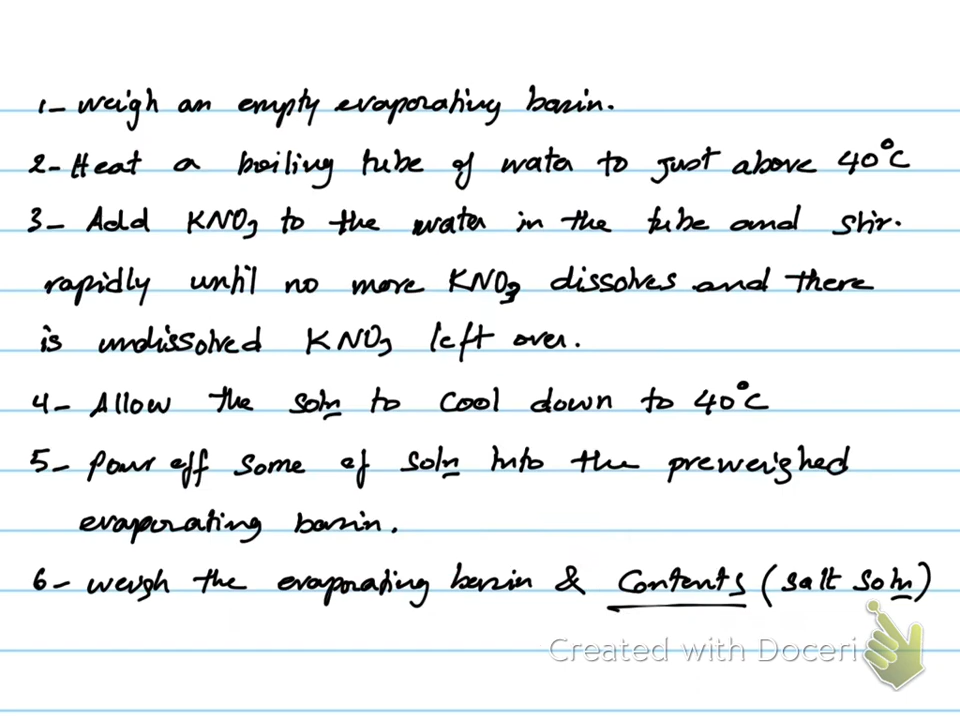 1- weigh an empty evaporating basin.
2- Heat a boiling tube of water to just above 40°C
3- Add KNO3 to the water in the tube and stir.
rapidly until no more KNO3 dissolves and there
is undissolved KNO3 left over.
4- Allow the soln to cool down to 40°C
5- Pour off some of soln into the preweighed
evaporating basin.
6- weigh the evaporating basin & Contents (salt soln)
Created with Doceri